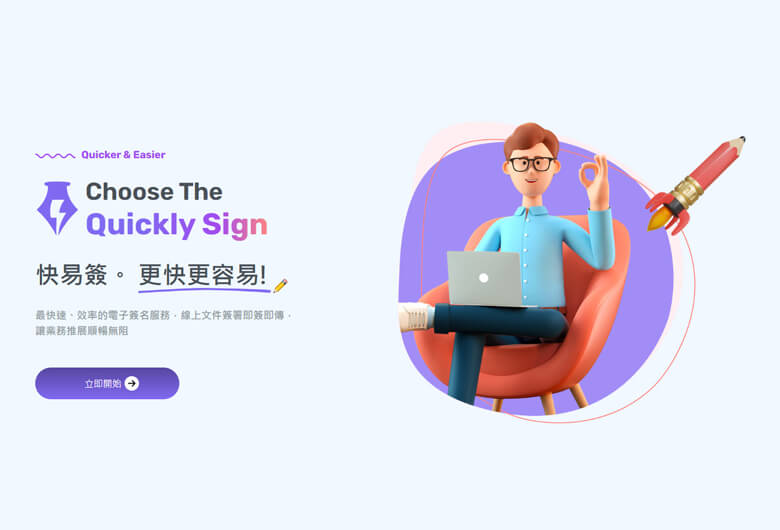 Quicker & Easier
Choose The
Quickly Sign
快易簽。 更快更容易!
最快速、效率的電子簽名服務，線上文件簽署即簽即傳，
讓業務推展順暢無阻
立即開始